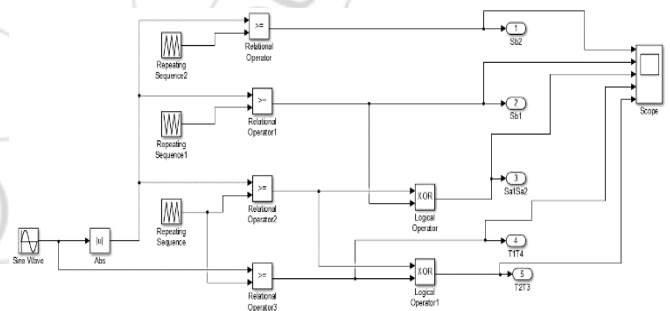 >=
Relational
Operator
Repeating
Sequence2
1
Sb2
>=
Relational
Operator1
Repeating
Sequence1
2
Sb1
Scope
>=
Relational
Operator2
Repeating
Sequence
XOR
Logical
Operator
3
Sa1Sa2
Sine Wave
|u|
Abs
>=
Relational
Operator3
XOR
Logical
Operator1
4
T1T4
5
T2T3